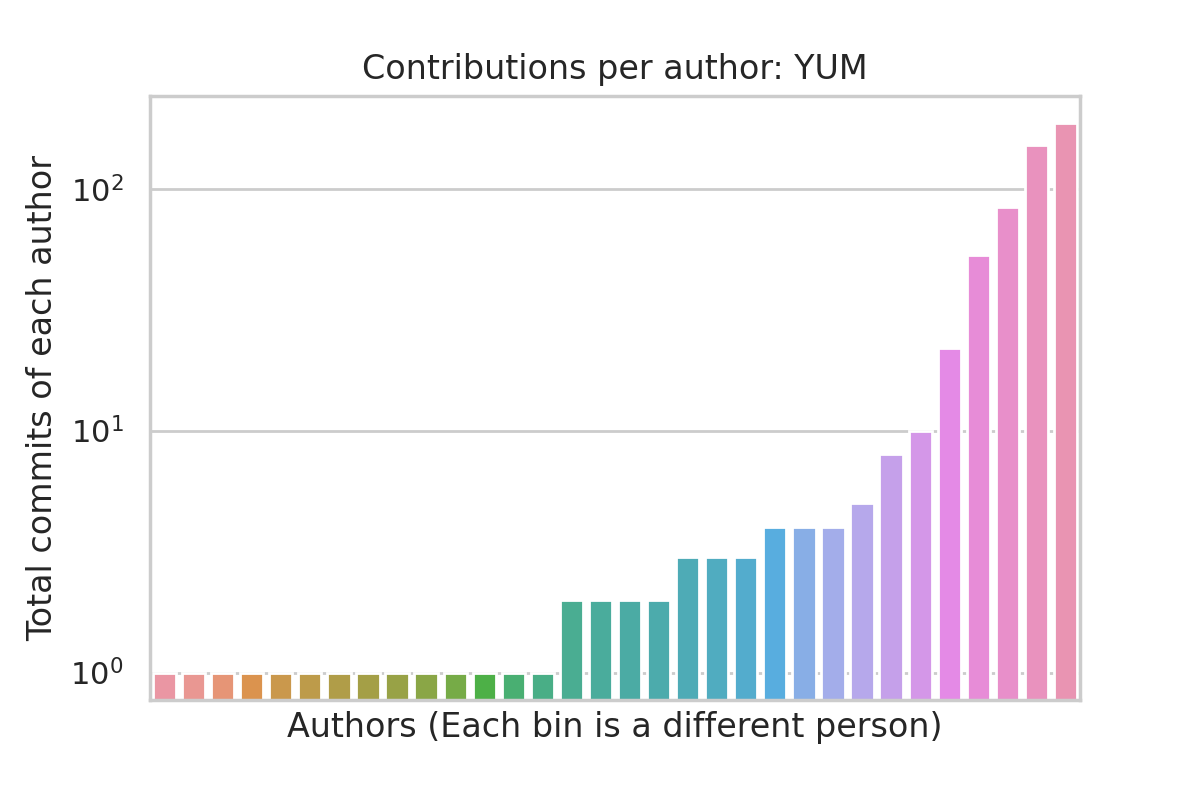 Contributions per author: YUM
Total commits of each author
10²
10¹
10⁰
Authors (Each bin is a different person)